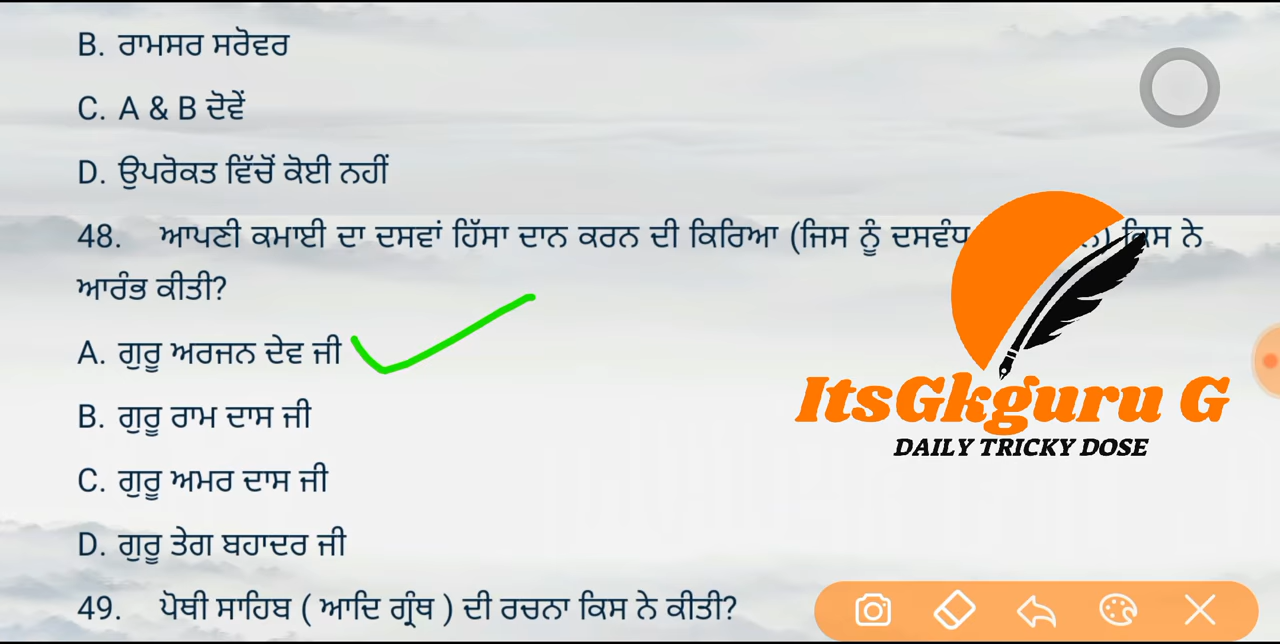 B. ਰਾਮਸਰ ਸਰੋਵਰ
C. A & B ਦੋਵੇਂ
D. ਉਪਰੋਕਤ ਵਿੱਚੋਂ ਕੋਈ ਨਹੀਂ
48. ਆਪਣੀ ਕਮਾਈ ਦਾ ਦਸਵਾਂ ਹਿੱਸਾ ਦਾਨ ਕਰਨ ਦੀ ਕਿਰਿਆ (ਜਿਸ ਨੂੰ ਦਸਵੰਧ ਕਿਸ ਨੇ
ਆਰੰਭ ਕੀਤੀ?
A. ਗੁਰੂ ਅਰਜਨ ਦੇਵ ਜੀ
B. ਗੁਰੂ ਰਾਮ ਦਾਸ ਜੀ
C. ਗੁਰੂ ਅਮਰ ਦਾਸ ਜੀ
D. ਗੁਰੂ ਤੇਗ ਬਹਾਦਰ ਜੀ
49. ਪੋਥੀ ਸਾਹਿਬ ( ਆਦਿ ਗ੍ਰੰਥ ) ਦੀ ਰਚਨਾ ਕਿਸ ਨੇ ਕੀਤੀ?
ItsGkguru G
DAILY TRICKY DOSE